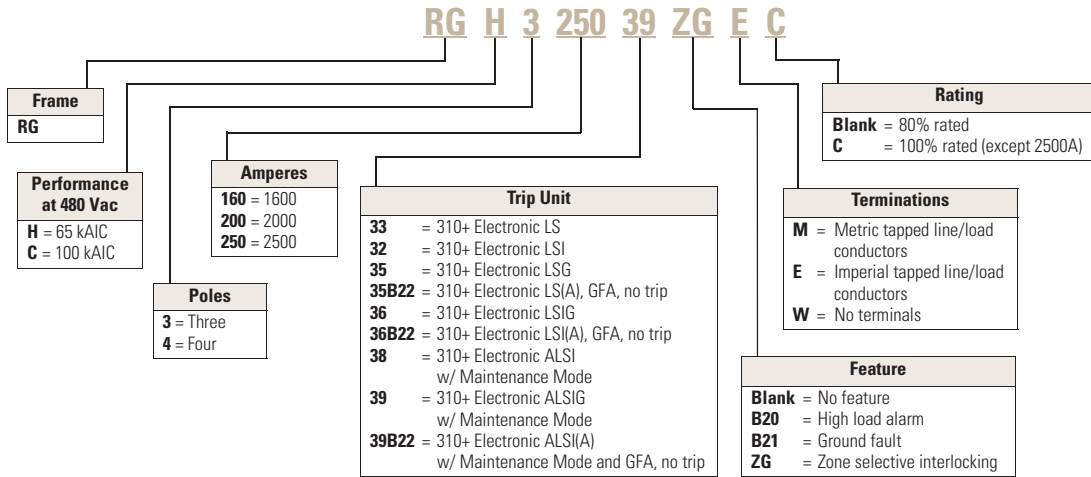 RG H 3 250 39 ZG E C
Frame
RG
Performance
at 480 Vac
H = 65 kAIC
C = 100 kAIC
Poles
3 = Three
4 = Four
Amperes
160 = 1600
200 = 2000
250 = 2500
Trip Unit
33 = 310+ Electronic LS
32 = 310+ Electronic LSI
35 = 310+ Electronic LSG
35B22 = 310+ Electronic LS(A), GFA, no trip
36 = 310+ Electronic LSIG
36B22 = 310+ Electronic LSI(A), GFA, no trip
38 = 310+ Electronic ALSI
w/ Maintenance Mode
39 = 310+ Electronic ALSIG
w/ Maintenance Mode
39B22 = 310+ Electronic ALSI(A)
w/ Maintenance Mode and GFA, no trip
Feature
Blank = No feature
B20 = High load alarm
B21 = Ground fault
ZG = Zone selective interlocking
Terminations
M = Metric tapped line/load
conductors
E = Imperial tapped line/load
conductors
W = No terminals
Rating
Blank = 80% rated
C = 100% rated (except 2500A)